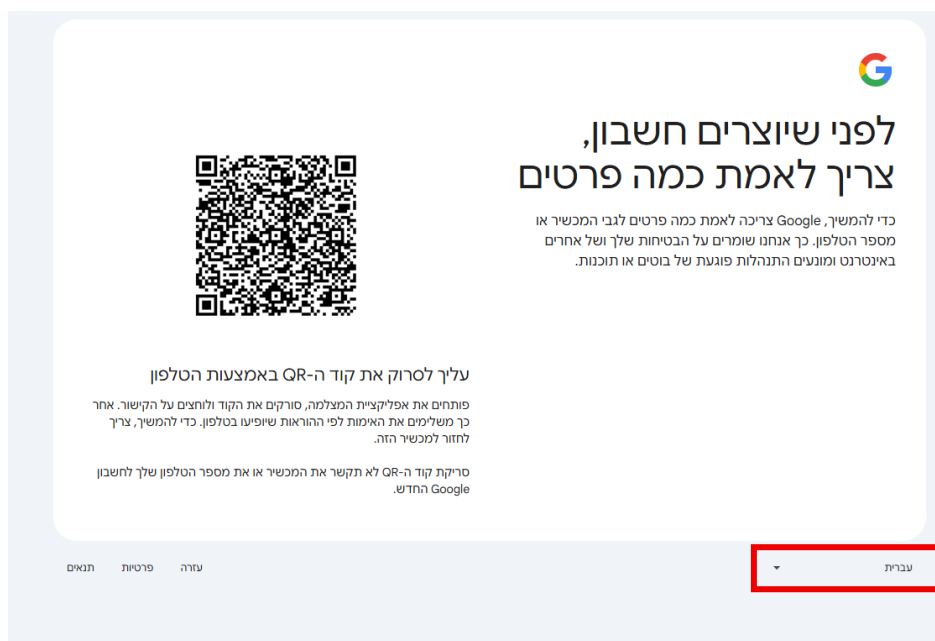 לפני שיוצרים חשבון,
צריך לאמת כמה פרטים
כדי להמשיך, Google צריכה לאמת כמה פרטים לגבי המכשיר או
מספר הטלפון. כך אנחנו שומרים על הבטיחות שלך ושל אחרים
באינטרנט ומונעים התנהלות פוגעת של בוטים או תוכנות.
עליך לסרוק את קוד ה-QR באמצעות הטלפון
פותחים את אפליקציית המצלמה, סורקים את הקוד ולוחצים על הקישור. אחר
כך משלימים את האימות לפי ההוראות שיופיעו בטלפון. כדי להמשיך, צריך
לחזור למכשיר הזה.
סריקת קוד ה-QR לא תקשר את המכשיר או את מספר הטלפון שלך לחשבון
Google החדש.
עברית
עזרה פרטיות תנאים